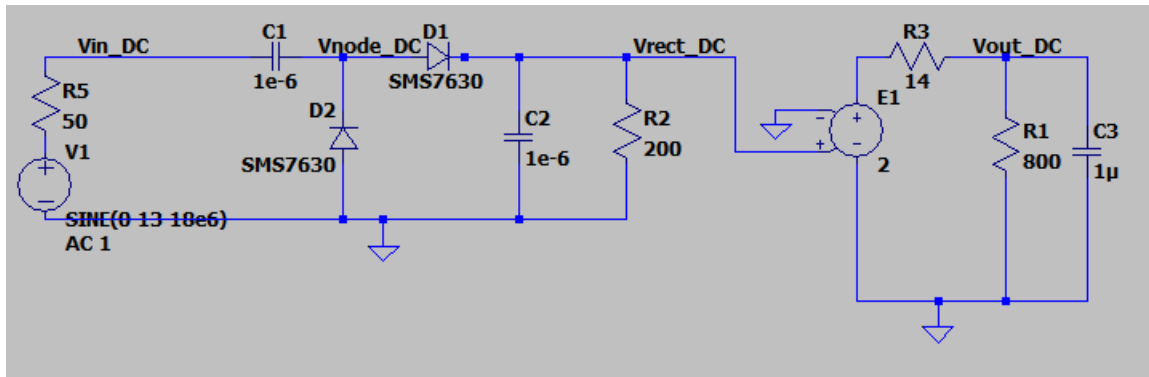 Vin_DC
C1
1e-6
Vnode_DC
D1
SMS7630
Vrect_DC
R3
14
Vout_DC
R5
50
D2
SMS7630
C2
1e-6
R2
200
E1
2
R1
800
C3
1µ
V1
SINE(0 13 18e6)
AC 1